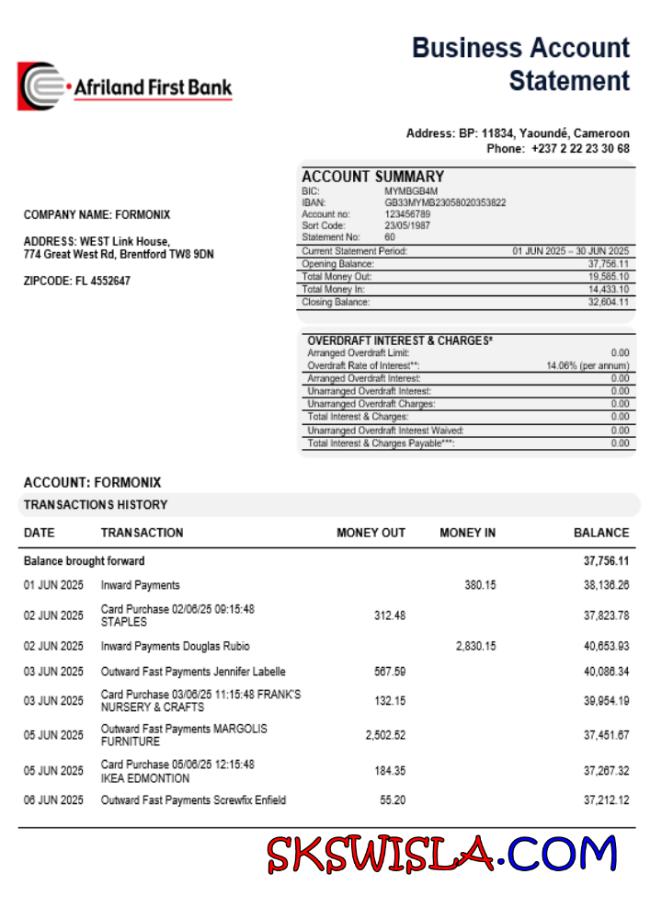 Business Account
Statement
Afriland First Bank
Address: BP: 11834, Yaoundé, Cameroon
Phone: +237 2 22 23 30 68
COMPANY NAME: FORMONIX
ADDRESS: WEST Link House,
774 Great West Rd, Brentford TW8 9DN
ZIPCODE: FL 4552647
ACCOUNT SUMMARY
BIC: MYMBGB4M
IBAN: GB33MYMB23058020353822
Account no: 123456789
Sort Code: 23/05/1987
Statement No: 60
Current Statement Period: 01 JUN 2025 – 30 JUN 2025
Opening Balance: 37,756.11
Total Money Out: 19,585.10
Total Money In: 14,433.10
Closing Balance: 32,604.11
OVERDRAFT INTEREST & CHARGES*
Arranged Overdraft Limit: 0.00
Overdraft Rate of Interest**: 14.06% (per annum)
Arranged Overdraft Interest: 0.00
Unarranged Overdraft Interest: 0.00
Unarranged Overdraft Charges: 0.00
Total Interest & Charges: 0.00
Unarranged Overdraft Interest Waived: 0.00
Total Interest & Charges Payable***: 0.00
ACCOUNT: FORMONIX
TRANSACTIONS HISTORY
DATE TRANSACTION MONEY OUT MONEY IN BALANCE
Balance brought forward 37,756.11
01 JUN 2025 Inward Payments 380.15 38,136.26
02 JUN 2025 Card Purchase 02/06/25 09:15:48 312.48 37,823.78
STAPLES
02 JUN 2025 Inward Payments Douglas Rubio 2,830.15 40,653.93
03 JUN 2025 Outward Fast Payments Jennifer Labelle 567.59 40,086.34
03 JUN 2025 Card Purchase 03/06/25 11:15:48 FRANK'S 132.15 39,954.19
NURSERY & CRAFTS
05 JUN 2025 Outward Fast Payments MARGOLIS 2,502.52 37,451.67
FURNITURE
05 JUN 2025 Card Purchase 05/06/25 12:15:48 184.35 37,267.32
IKEA EDMONTION
06 JUN 2025 Outward Fast Payments Screwfix Enfield 55.20 37,212.12
SKSWISLA.COM